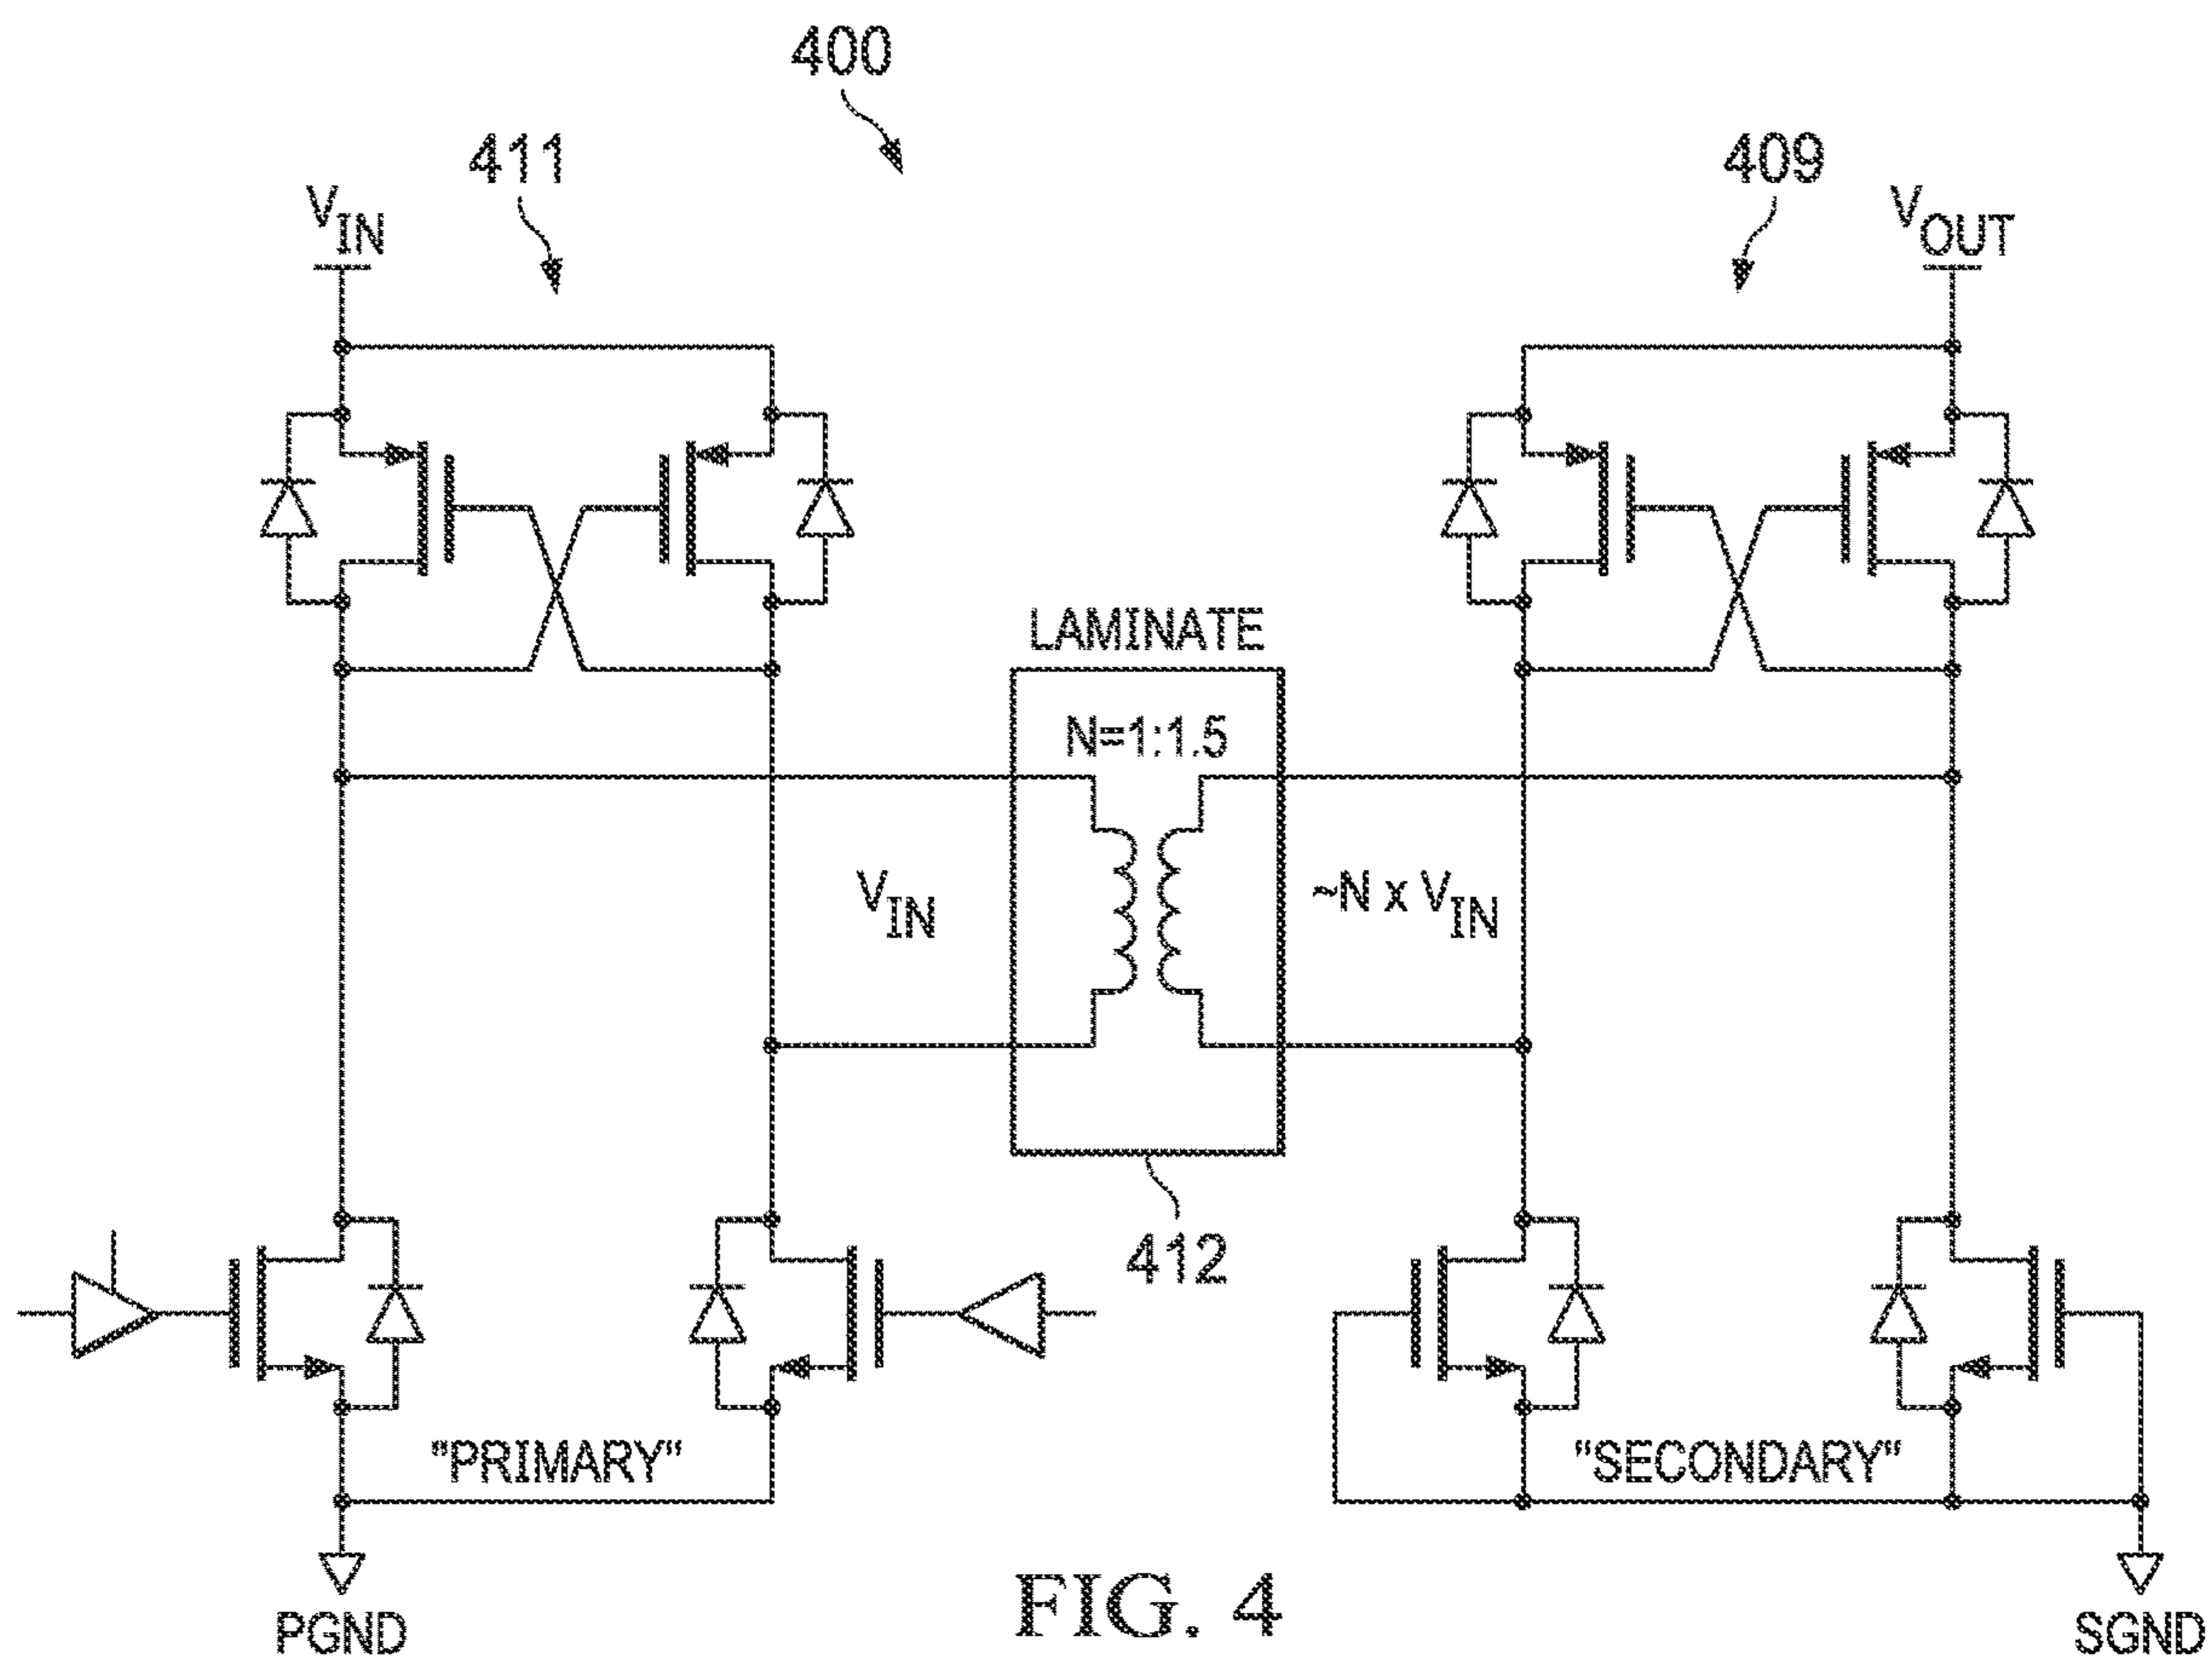 400
411
409
VIN
VOUT
LAMINATE
N=1:1.5
VIN
~N x VIN
412
"PRIMARY"
"SECONDARY"
PGND
FIG. 4
SGND